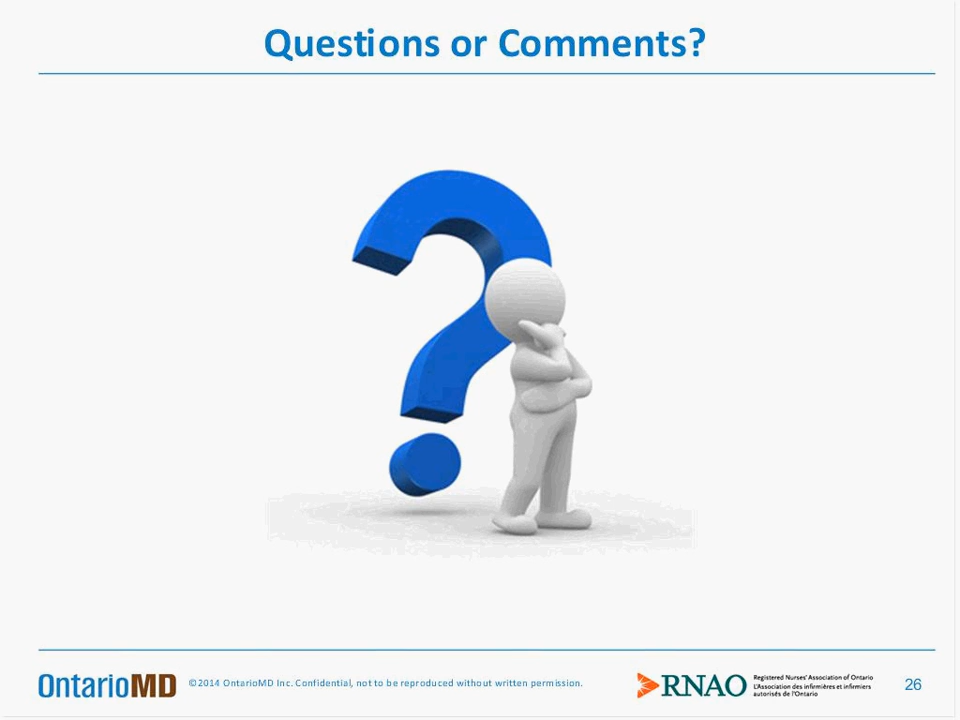 Questions or Comments?
OntarioMD
©2014 OntarioMD Inc. Confidential, not to be reproduced without written permission.
RNAO
Registered Nurses' Association of Ontario
L'Association des infirmières et infirmiers
autorisés de l'Ontario
26